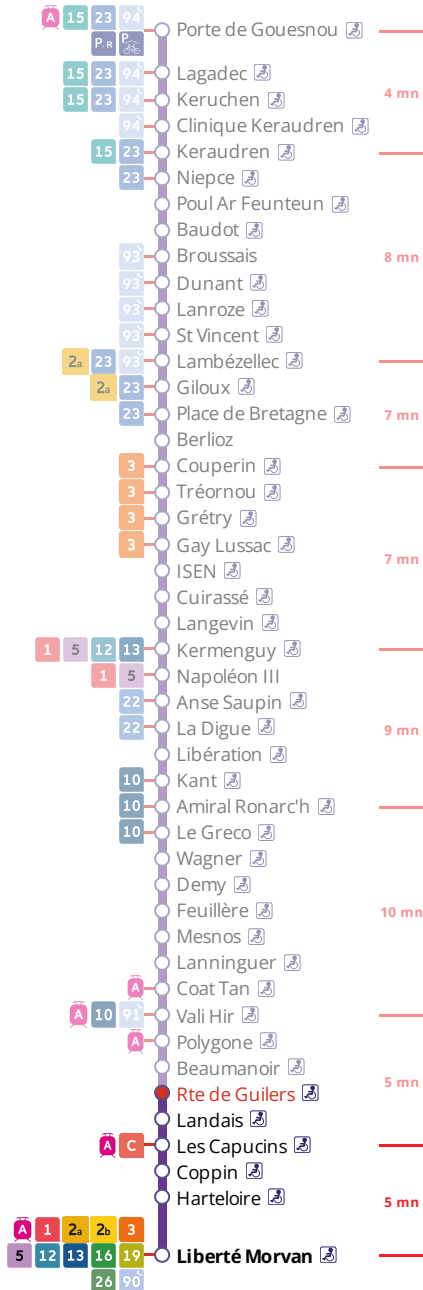 A 15 23 94 Porte de Gouesnou
P+R P
15 23 94 Lagadec
4 mn
15 23 94 Keruchen
94 Clinique Keraudren
15 23 Keraudren
23 Niepce
Poul Ar Feunteun
Baudot
93 Broussais 8 mn
93 Dunant
93 Lanroze
93 St Vincent
2a 23 93 Lambézellec
2a 23 Giloux
23 Place de Bretagne 7 mn
Berlioz
3 Couperin
3 Tréornou
3 Grétry
3 Gay Lussac
7 mn
ISEN
Cuirassé
Langevin
1 5 12 13 Kermenguy
1 5 Napoléon III
22 Anse Saupin
22 La Digue 9 mn
Libération
10 Kant
10 Amiral Ronarc'h
10 Le Greco
Wagner
Demy
Feuillère 10 mn
Mesnos
Lanninguer
A Coat Tan
A 10 91 Vali Hir
A Polygone
Beaumanoir
5 mn
Rte de Guilers
Landais
A C Les Capucins
Coppin
Harteloire 5 mn
A 1 2a 2b 3
5 12 13 16 19 Liberté Morvan
26 90